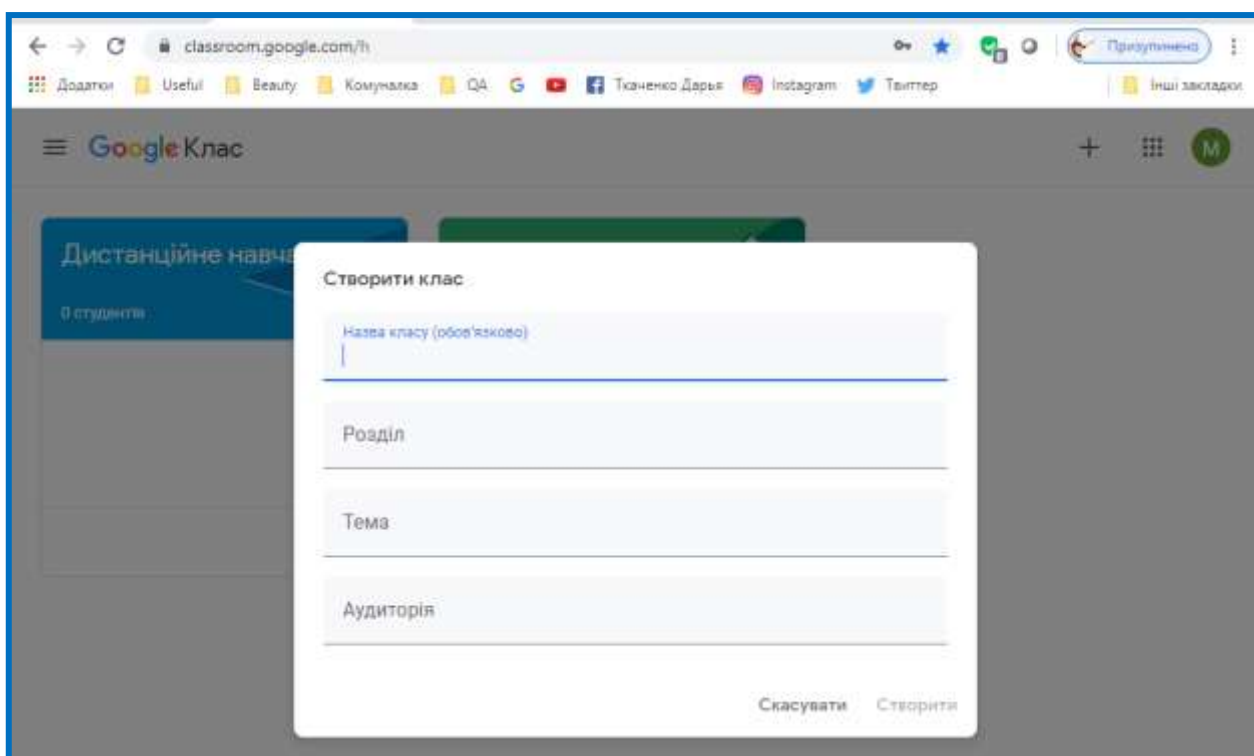 classroom.google.com/h
Призупинено
Додатки Useful Beauty Комуналка QA Ткаченко Дарья Instagram Твиттер Інші закладки
Google Клас
M
Дистанційне навча
0 студентів
Створити клас
Назва класу (обов'язково)
Розділ
Тема
Аудиторія
Скасувати Створити